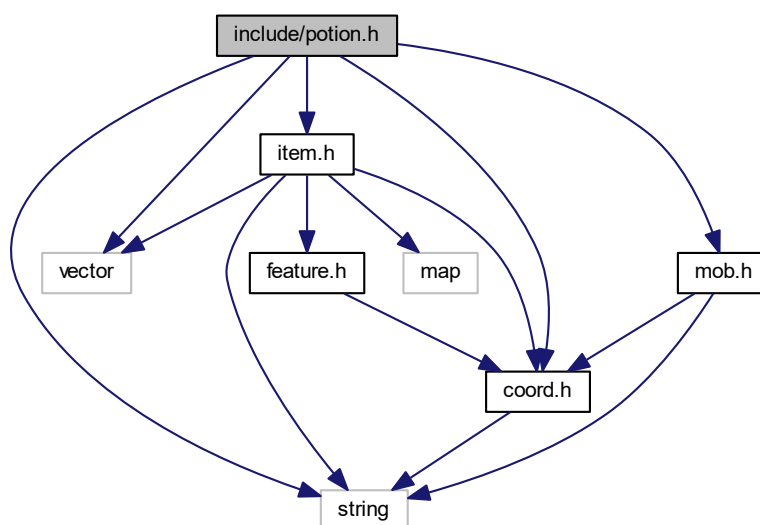 include/potion.h
item.h
vector
feature.h
map
mob.h
coord.h
string